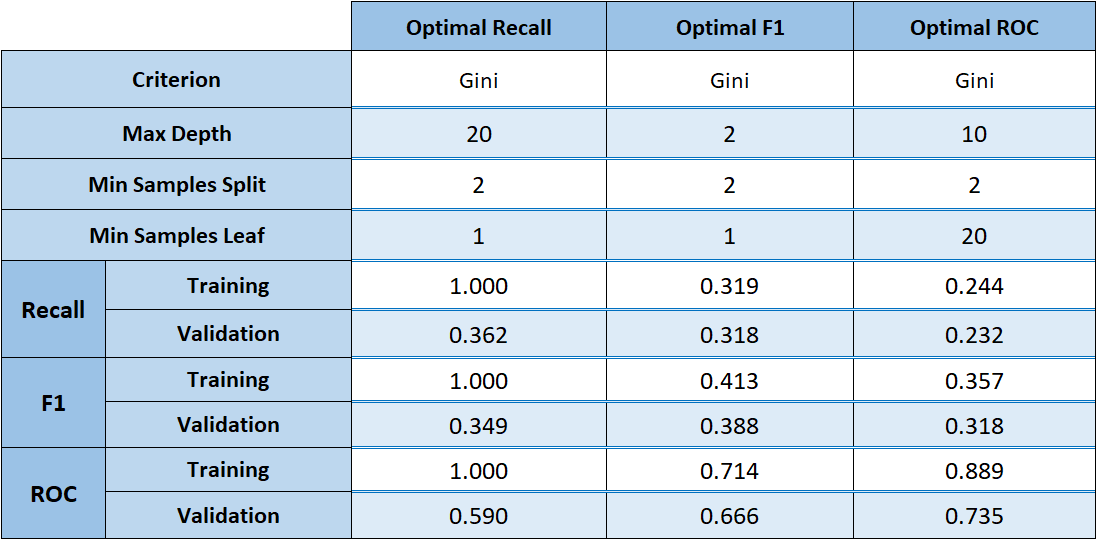 Optimal Recall Optimal F1 Optimal ROC
Criterion Gini Gini Gini
Max Depth 20 2 10
Min Samples Split 2 2 2
Min Samples Leaf 1 1 20
Recall Training 1.000 0.319 0.244
Validation 0.362 0.318 0.232
F1 Training 1.000 0.413 0.357
Validation 0.349 0.388 0.318
ROC Training 1.000 0.714 0.889
Validation 0.590 0.666 0.735